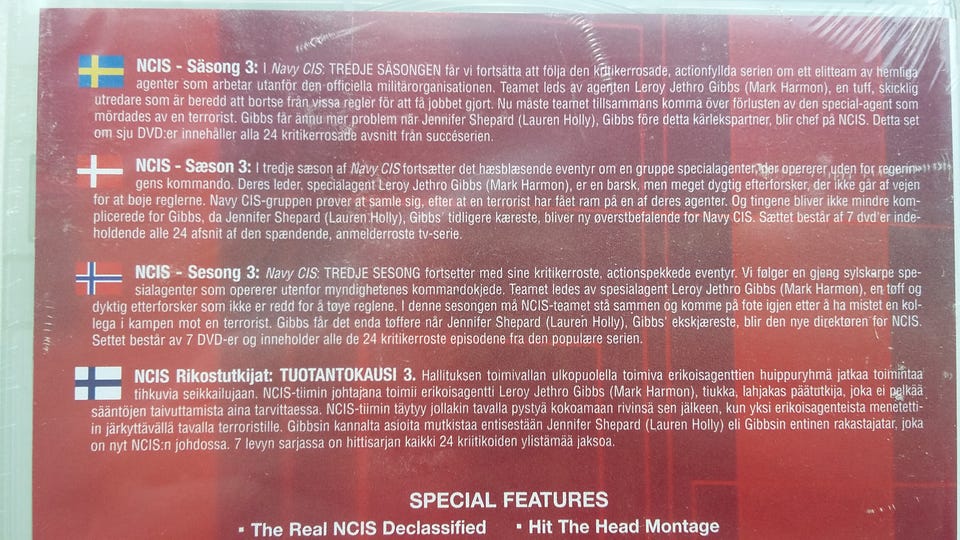 NCIS - Säsong 3: I Navy CIS: TREDJE SÄSONGEN får vi fortsätta att följa den kritikerrosade, actionfyllda serien om ett elitteam av hemliga
agenter som arbetar utanför den officiella militärorganisationen. Teamet leds av agenten Leroy Jethro Gibbs (Mark Harmon), en tuff, skicklig
utredare som är beredd att bortse från vissa regler för att få jobbet gjort. Nu måste teamet tillsammans komma över förlusten av den special-agent som
mördades av en terrorist. Gibbs får ännu mer problem när Jennifer Shepard (Lauren Holly), Gibbs före detta kärlekspartner, blir chef på NCIS. Detta set
om sju DVD:er innehåller alla 24 kritikerrosade avsnitt från succéserien.
NCIS - Sæson 3: I tredje sæson af Navy CIS fortsætter det hæsblæsende eventyr om en gruppe specialagenter, der opererer uden for regerin-
gens kommando. Deres leder, specialagent Leroy Jethro Gibbs (Mark Harmon), er en barsk, men meget dygtig efterforsker, der ikke går af vejen
for at bøje reglerne. Navy CIS-gruppen prøver at samle sig, efter at en terrorist har fået ram på en af deres agenter. Og tingene bliver ikke mindre kom-
plicerede for Gibbs, da Jennifer Shepard (Lauren Holly), Gibbs' tidligere kæreste, bliver ny øverstbefalende for Navy CIS. Sættet består af 7 dvd'er inde-
holdende alle 24 afsnit af den spændende, anmelderroste tv-serie.
NCIS - Sesong 3: Navy CIS: TREDJE SESONG fortsetter med sine kritikerroste, actionspekkede eventyr. Vi følger en gjeng sylskarpe spe-
sialagenter som opererer utenfor myndighetenes kommandokjede. Teamet ledes av spesialagent Leroy Jethro Gibbs (Mark Harmon), en tøff og
dyktig etterforsker som ikke er redd for å tøye reglene. I denne sesongen må NCIS-teamet stå sammen og komme på fote igjen etter å ha mistet en kol-
lega i kampen mot en terrorist. Gibbs får det enda tøffere når Jennifer Shepard (Lauren Holly), Gibbs' ekskjæreste, blir den nye direktøren for NCIS.
Settet består av 7 DVD-er og inneholder alle de 24 kritikerroste episodene fra den populære serien.
NCIS Rikostutkijat: TUOTANTOKAUSI 3. Hallituksen toimivallan ulkopuolella toimiva erikoisagenttien huippuryhmä jatkaa toimintaa
tihkuvia seikkailujaan. NCIS-tiimin johtajana toimii erikoisagentti Leroy Jethro Gibbs (Mark Harmon), tiukka, lahjakas päätutkija, joka ei pelkää
sääntöjen taivuttamista aina tarvittaessa. NCIS-tiimin täytyy jollakin tavalla pystyä kokoamaan rivinsä sen jälkeen, kun yksi erikoisagenteista menetett-
iin järkyttävällä tavalla terroristille. Gibbsin kannalta asioita mutkistaa entisestään Jennifer Shepard (Lauren Holly) eli Gibbsin entinen rakastajatar, joka
on nyt NCIS:n johdossa. 7 levyn sarjassa on hittisarjan kaikki 24 kriitikoiden ylistämää jaksoa.
SPECIAL FEATURES
▪ The Real NCIS Declassified ▪ Hit The Head Montage